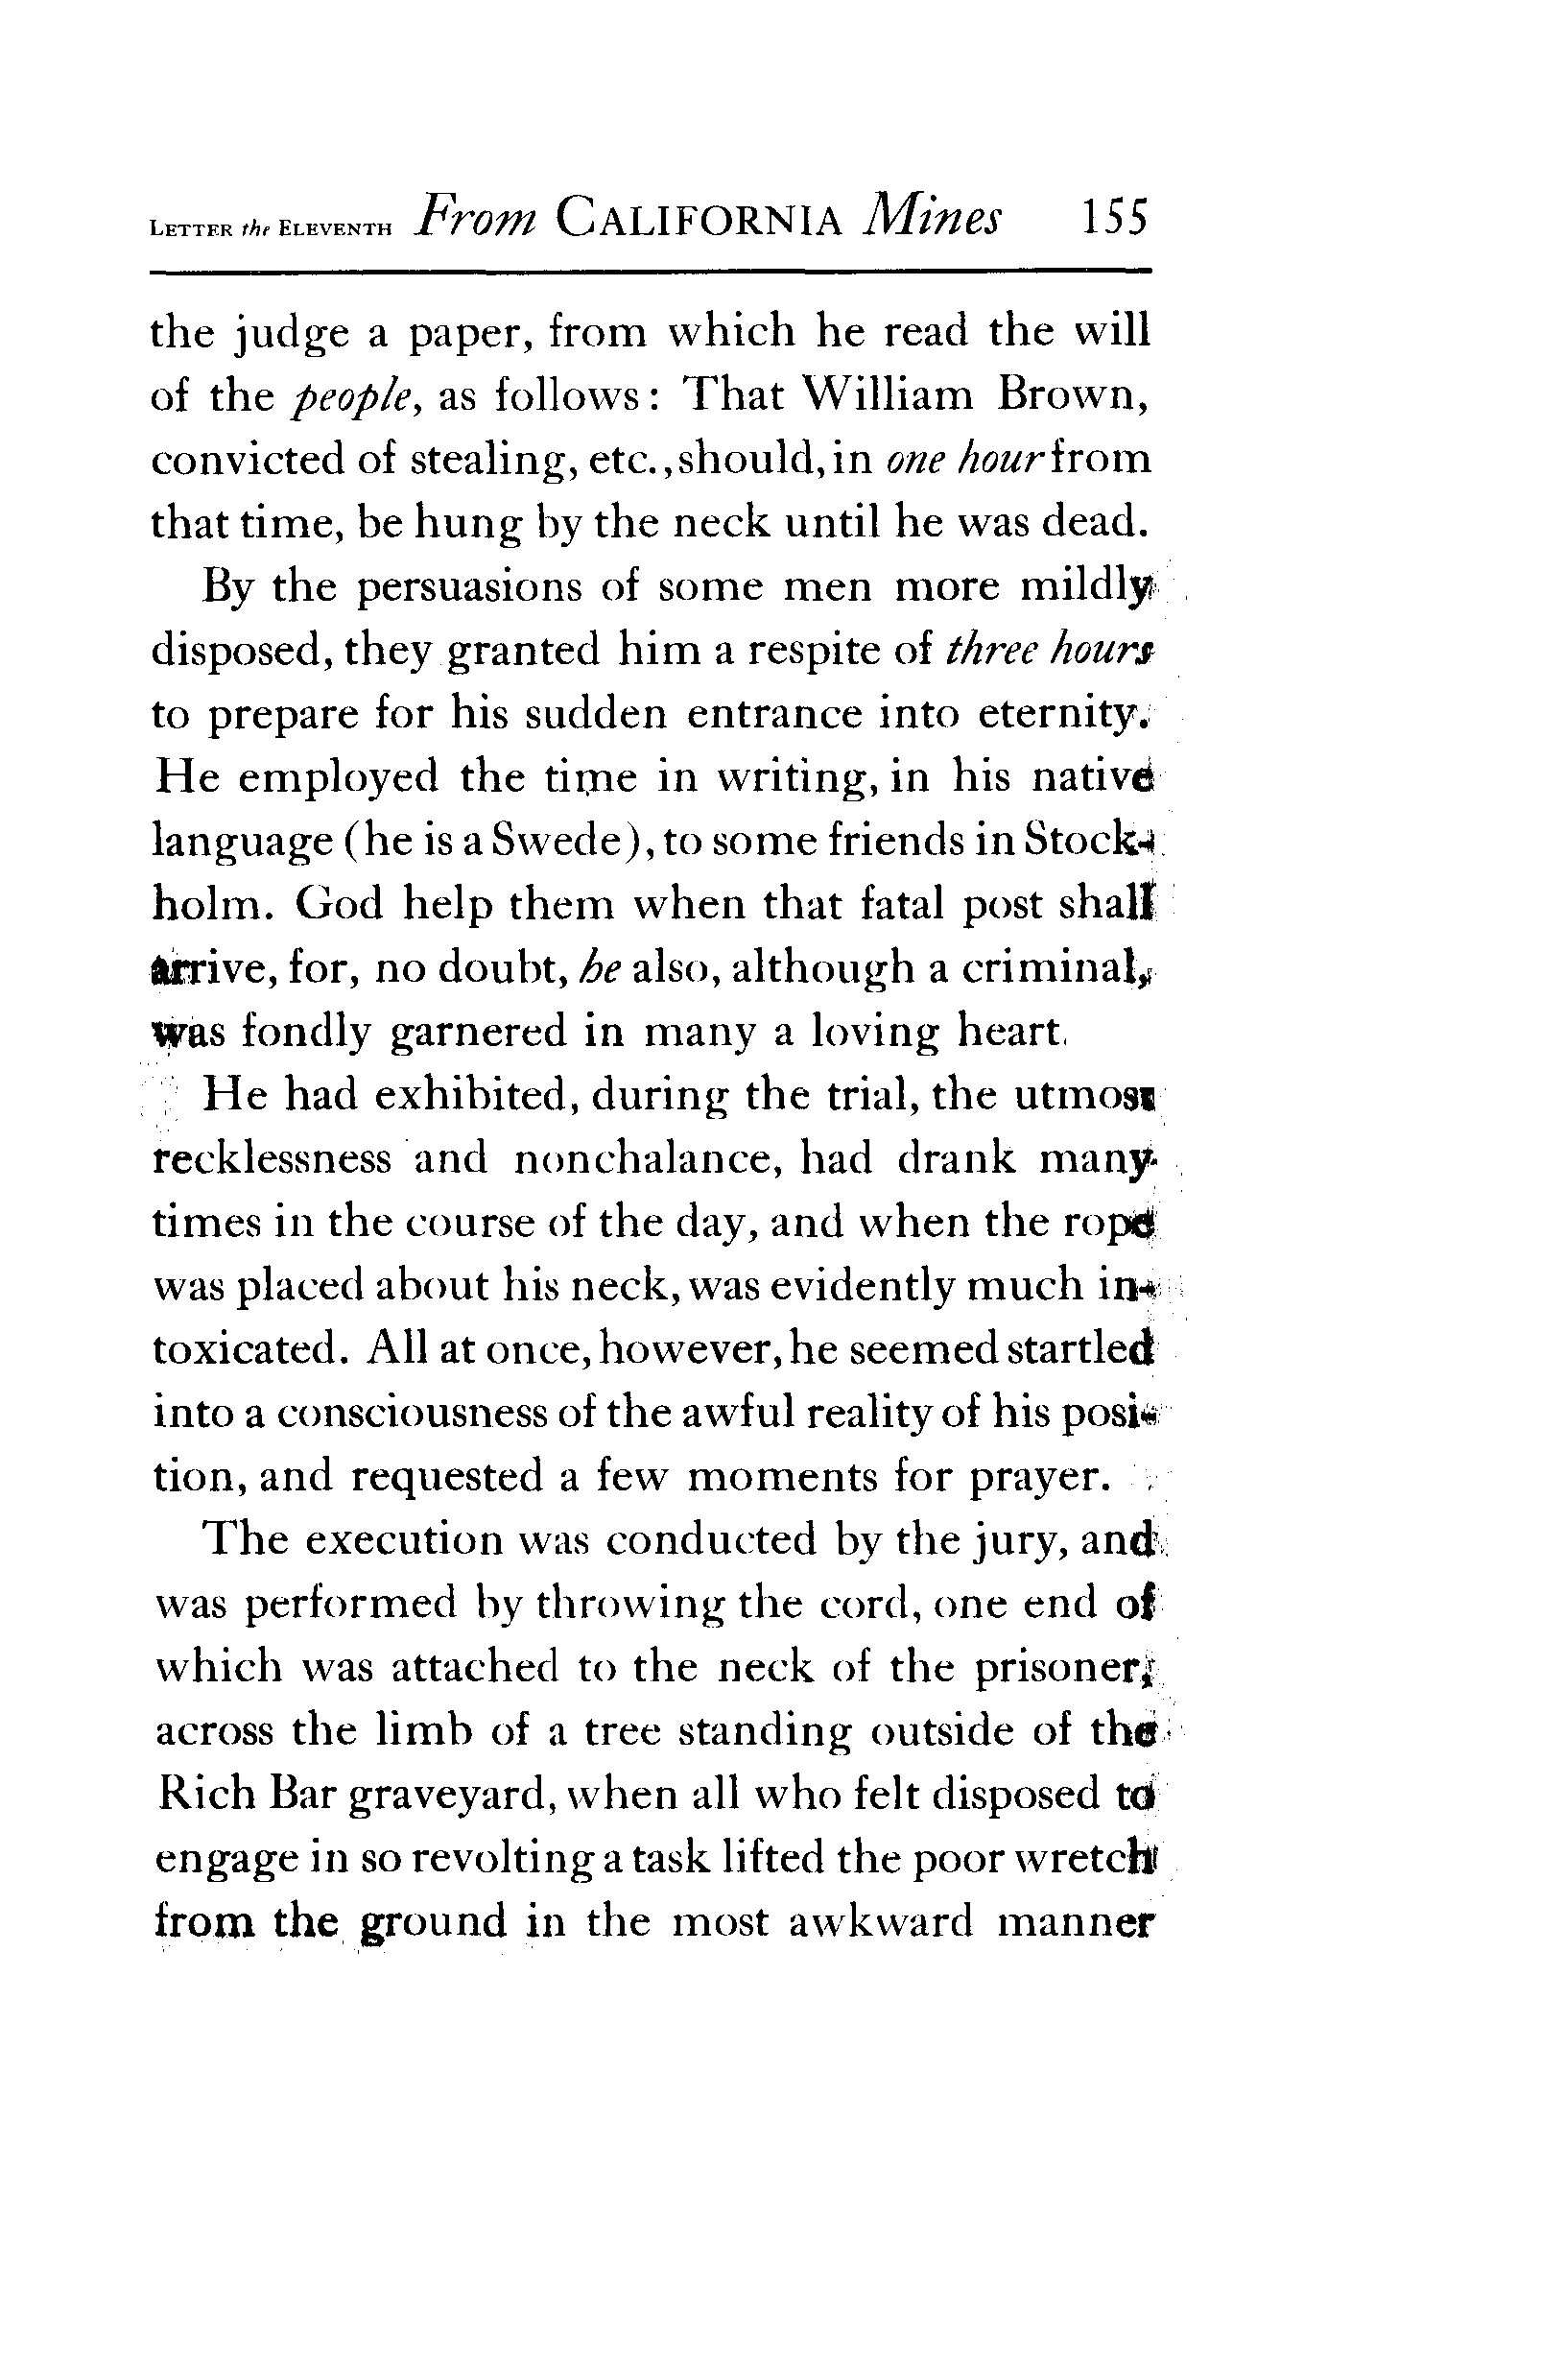 LETTER the ELEVENTH From CALIFORNIA Mines 155
the judge a paper, from which he read the will
of the people, as follows: That William Brown,
convicted of stealing, etc., should, in one hour from
that time, be hung by the neck until he was dead.
By the persuasions of some men more mildly
disposed, they granted him a respite of three hours
to prepare for his sudden entrance into eternity.
He employed the time in writing, in his native
language (he is a Swede), to some friends in Stock-
holm. God help them when that fatal post shall
arrive, for, no doubt, he also, although a criminal,
was fondly garnered in many a loving heart.
He had exhibited, during the trial, the utmost
recklessness and nonchalance, had drank many
times in the course of the day, and when the rope
was placed about his neck, was evidently much in-
toxicated. All at once, however, he seemed startled
into a consciousness of the awful reality of his posi-
tion, and requested a few moments for prayer.
The execution was conducted by the jury, and
was performed by throwing the cord, one end of
which was attached to the neck of the prisoner,
across the limb of a tree standing outside of the
Rich Bar graveyard, when all who felt disposed to
engage in so revolting a task lifted the poor wretch
from the ground in the most awkward manner